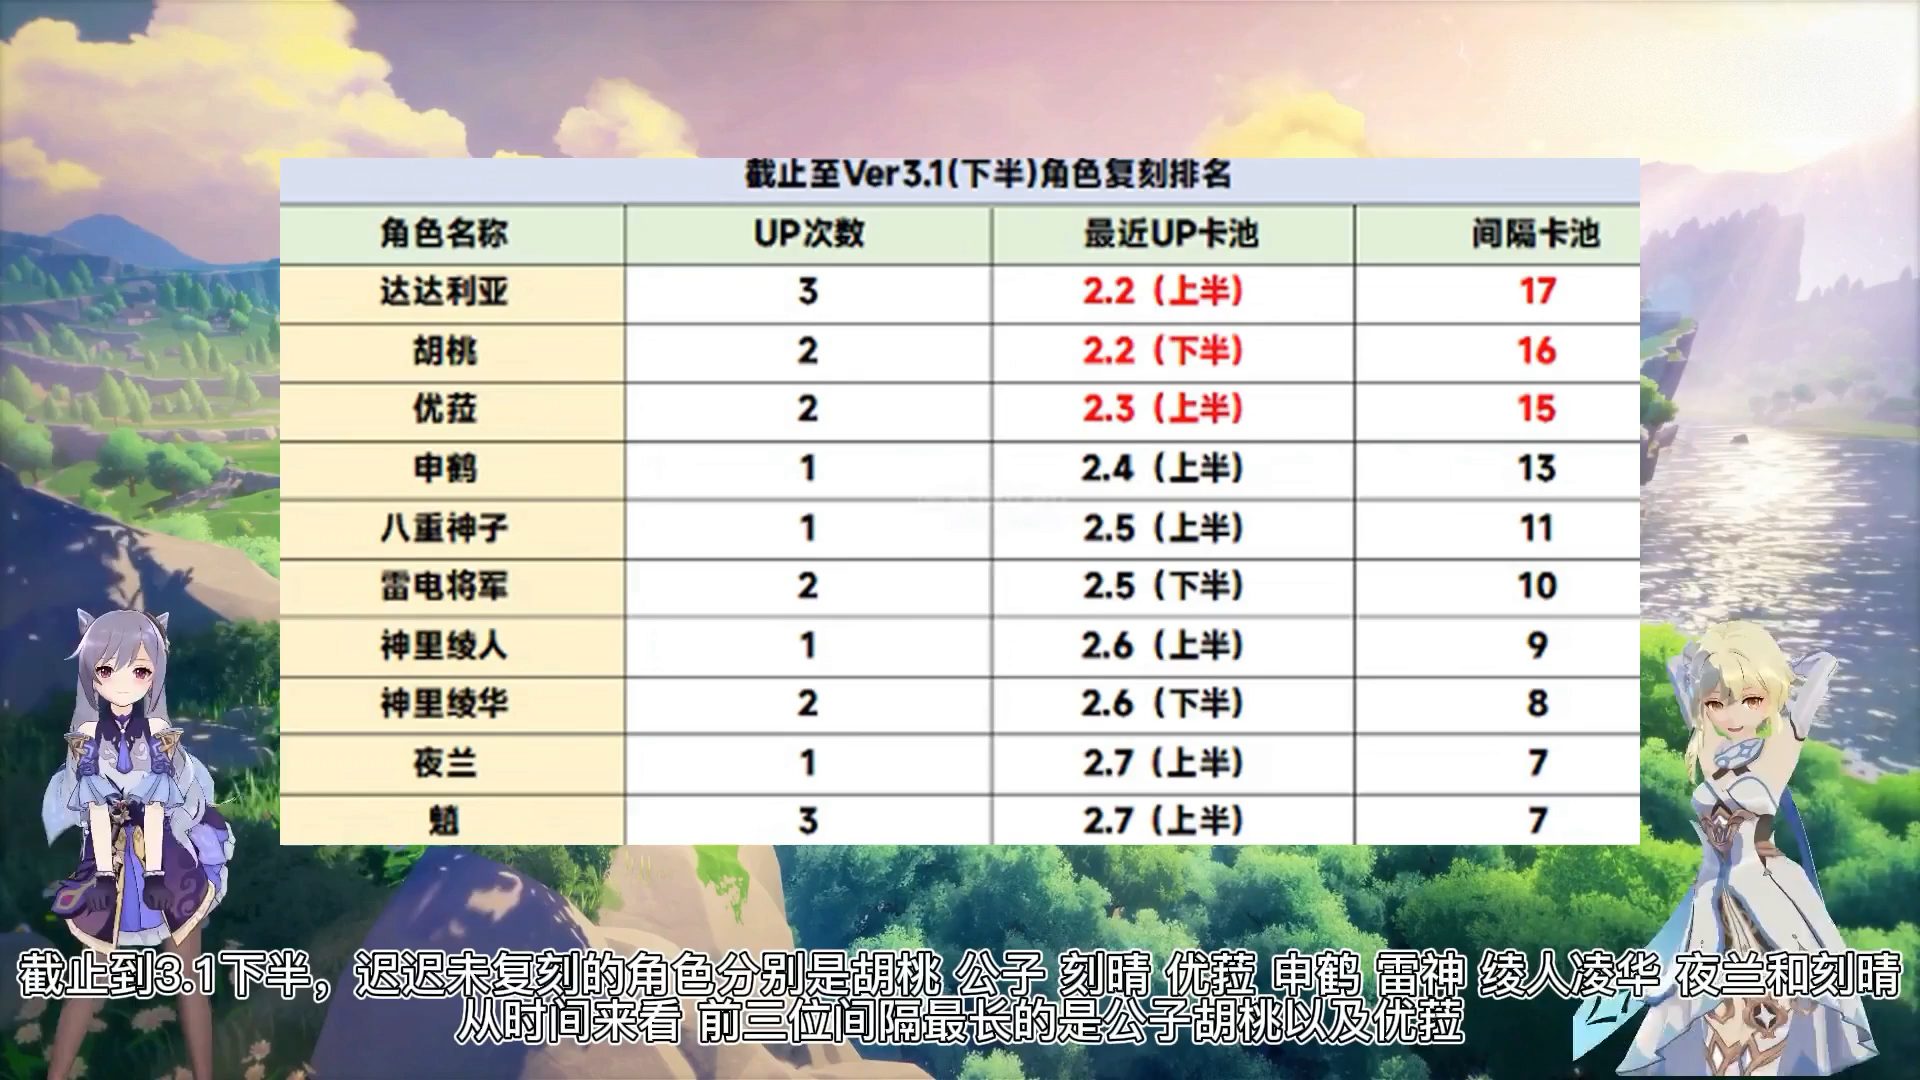 截止至Ver3.1(下半)角色复刻排名
角色名称 UP次数 最近UP卡池 间隔卡池
达达利亚 3 2.2（上半） 17
胡桃 2 2.2（下半） 16
优菈 2 2.3（上半） 15
申鹤 1 2.4（上半） 13
八重神子 1 2.5（上半） 11
雷电将军 2 2.5（下半） 10
神里绫人 1 2.6（上半） 9
神里绫华 2 2.6（下半） 8
夜兰 1 2.7（上半） 7
魈 3 2.7（上半） 7
截止到3.1下半，迟迟未复刻的角色分别是胡桃 公子 刻晴 优菈 申鹤 雷神 绫人凌华 夜兰和刻晴
从时间来看 前三位间隔最长的是公子胡桃以及优菈